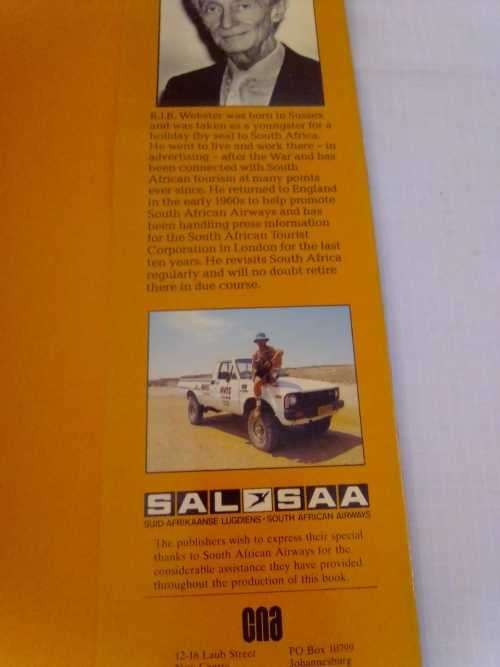 R.I.B. Webster was born in Sussex
and was taken as a youngster for a
holiday (by sea) to South Africa.
He went to live and work there – in
advertising – after the War and has
been connected with South
African tourism at many points
ever since. He returned to England
in the early 1960s to help promote
South African Airways and has
been handling press information
for the South African Tourist
Corporation in London for the last
ten years. He revisits South Africa
regularly and will no doubt retire
there in due course.
AVIS
SAL SAA
SUID-AFRIKAANSE LUGDIENS · SOUTH AFRICAN AIRWAYS
The publishers wish to express their special
thanks to South African Airways for the
considerable assistance they have provided
throughout the production of this book.
cna
12-16 Laub Street PO Box 10799
New Centre Johannesburg